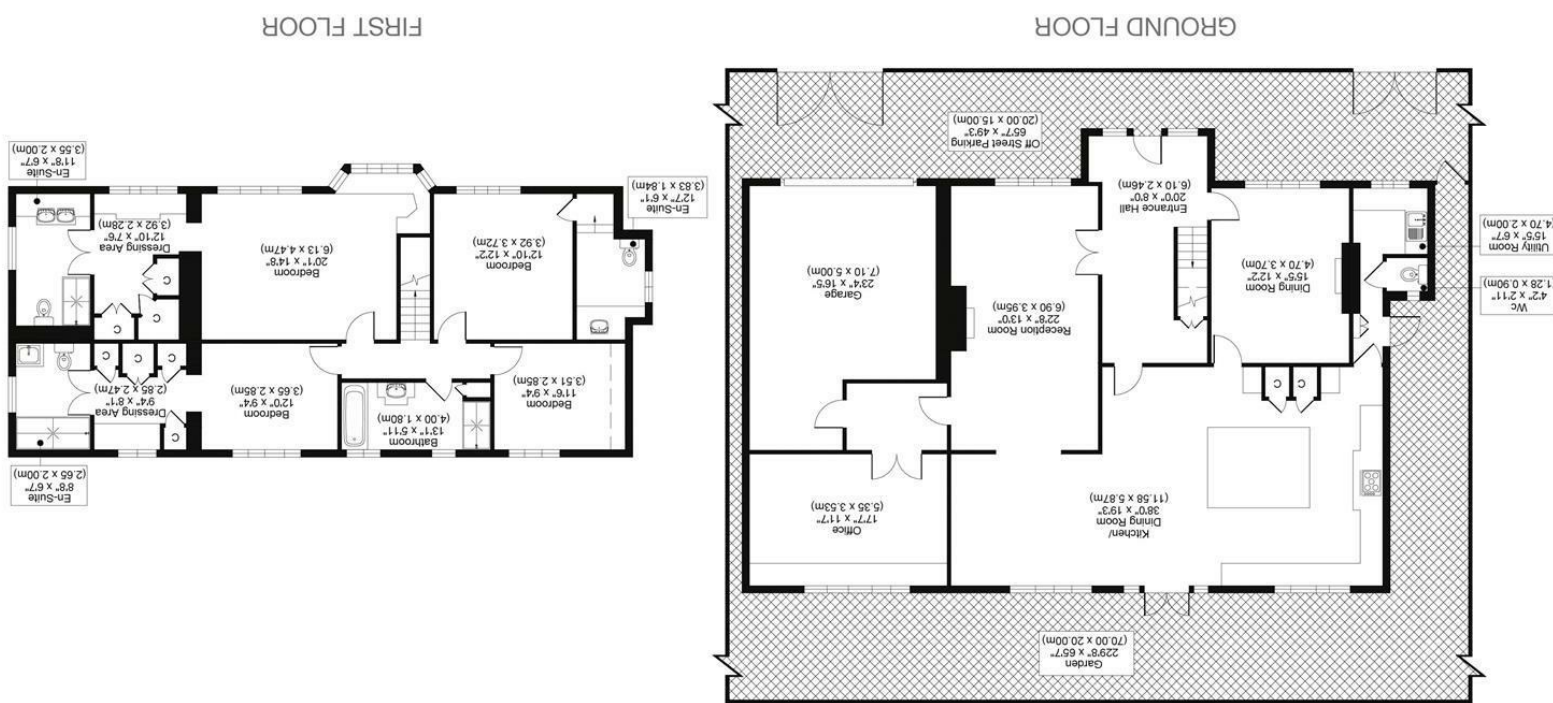 Garden
229'8" x 65'7"
(70.00 x 20.00m)
Kitchen/
Dining Room
38'0" x 19'3"
(11.58 x 5.87m)
Office
17'7" x 11'7"
(5.35 x 3.53m)
Wc
4'2" x 2'11"
(1.28 x 0.90m)
Utility Room
15'5" x 6'7"
(4.70 x 2.00m)
C
C
Dining Room
15'5" x 12'2"
(4.70 x 3.70m)
Entrance Hall
20'0" x 8'0"
(6.10 x 2.46m)
Reception Room
22'8" x 13'0"
(6.90 x 3.95m)
Garage
23'4" x 16'5"
(7.10 x 5.00m)
Off Street Parking
65'7" x 49'3"
(20.00 x 15.00m)
GROUND FLOOR
En-Suite
8'8" x 6'7"
(2.65 x 2.00m)
Bedroom
11'6" x 9'4"
(3.51 x 2.85m)
Bathroom
13'1" x 5'11"
(4.00 x 1.80m)
Bedroom
12'0" x 9'4"
(3.65 x 2.85m)
C
Dressing Area
9'4" x 8'1"
(2.85 x 2.47m)
C
C
C
En-Suite
12'7" x 6'1"
(3.83 x 1.84m)
Bedroom
12'10" x 12'2"
(3.92 x 3.72m)
Bedroom
20'1" x 14'8"
(6.13 x 4.47m)
C
C
C
Dressing Area
12'10" x 7'6"
(3.92 x 2.28m)
En-Suite
11'8" x 6'7"
(3.55 x 2.00m)
FIRST FLOOR